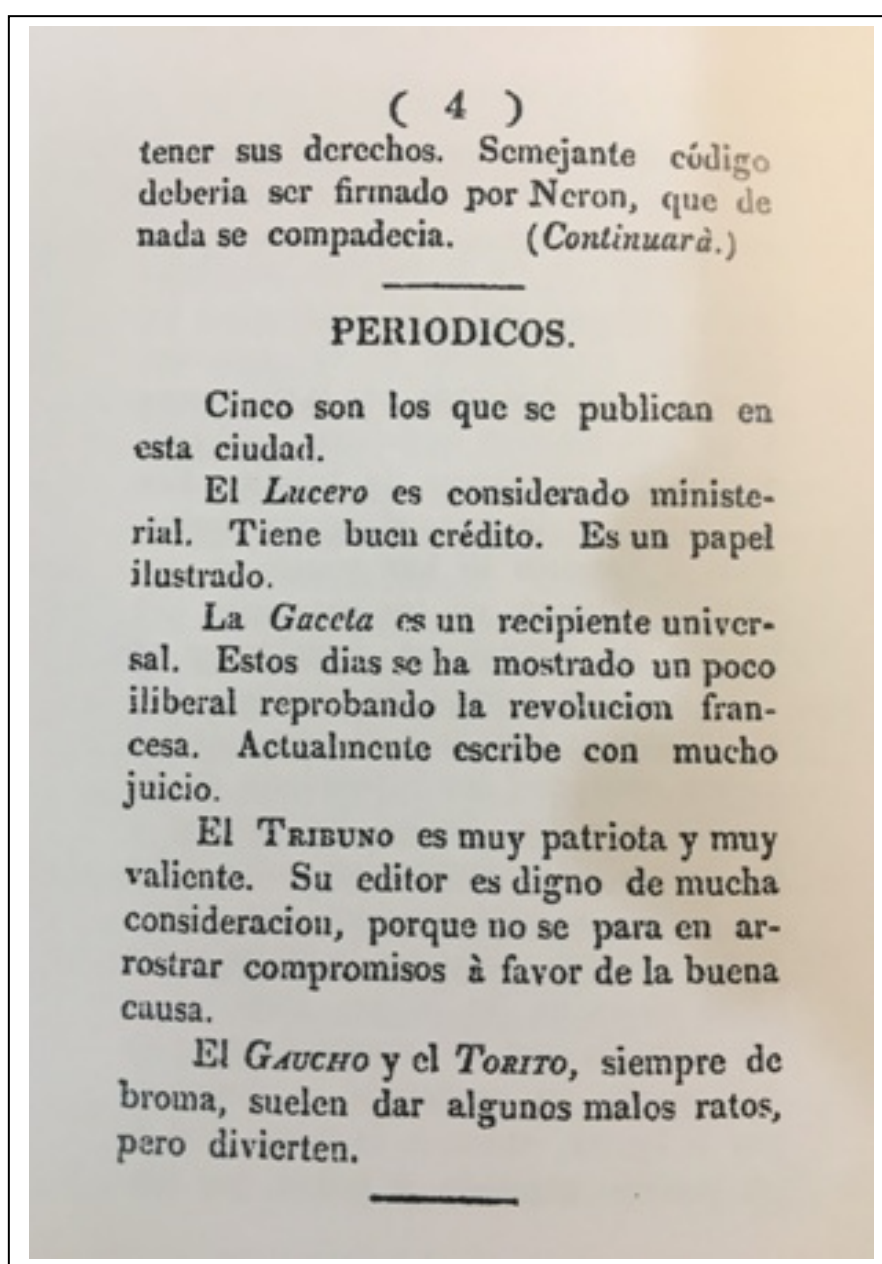 ( 4 )
tener sus derechos. Semejante código
deberia ser firmado por Neron, que de
nada se compadecia. (Continuarà.)
PERIODICOS.
Cinco son los que se publican en
esta ciudad.
El Lucero es considerado ministe-
rial. Tiene buen crédito. Es un papel
ilustrado.
La Gaceta es un recipiente univer-
sal. Estos dias se ha mostrado un poco
iliberal reprobando la revolucion fran-
cesa. Actualmente escribe con mucho
juicio.
El TRIBUNO es muy patriota y muy
valiente. Su editor es digno de mucha
consideracion, porque no se para en ar-
rostrar compromisos à favor de la buena
causa.
El GAUCHO y el TORITO, siempre de
broma, suelen dar algunos malos ratos,
pero divierten.